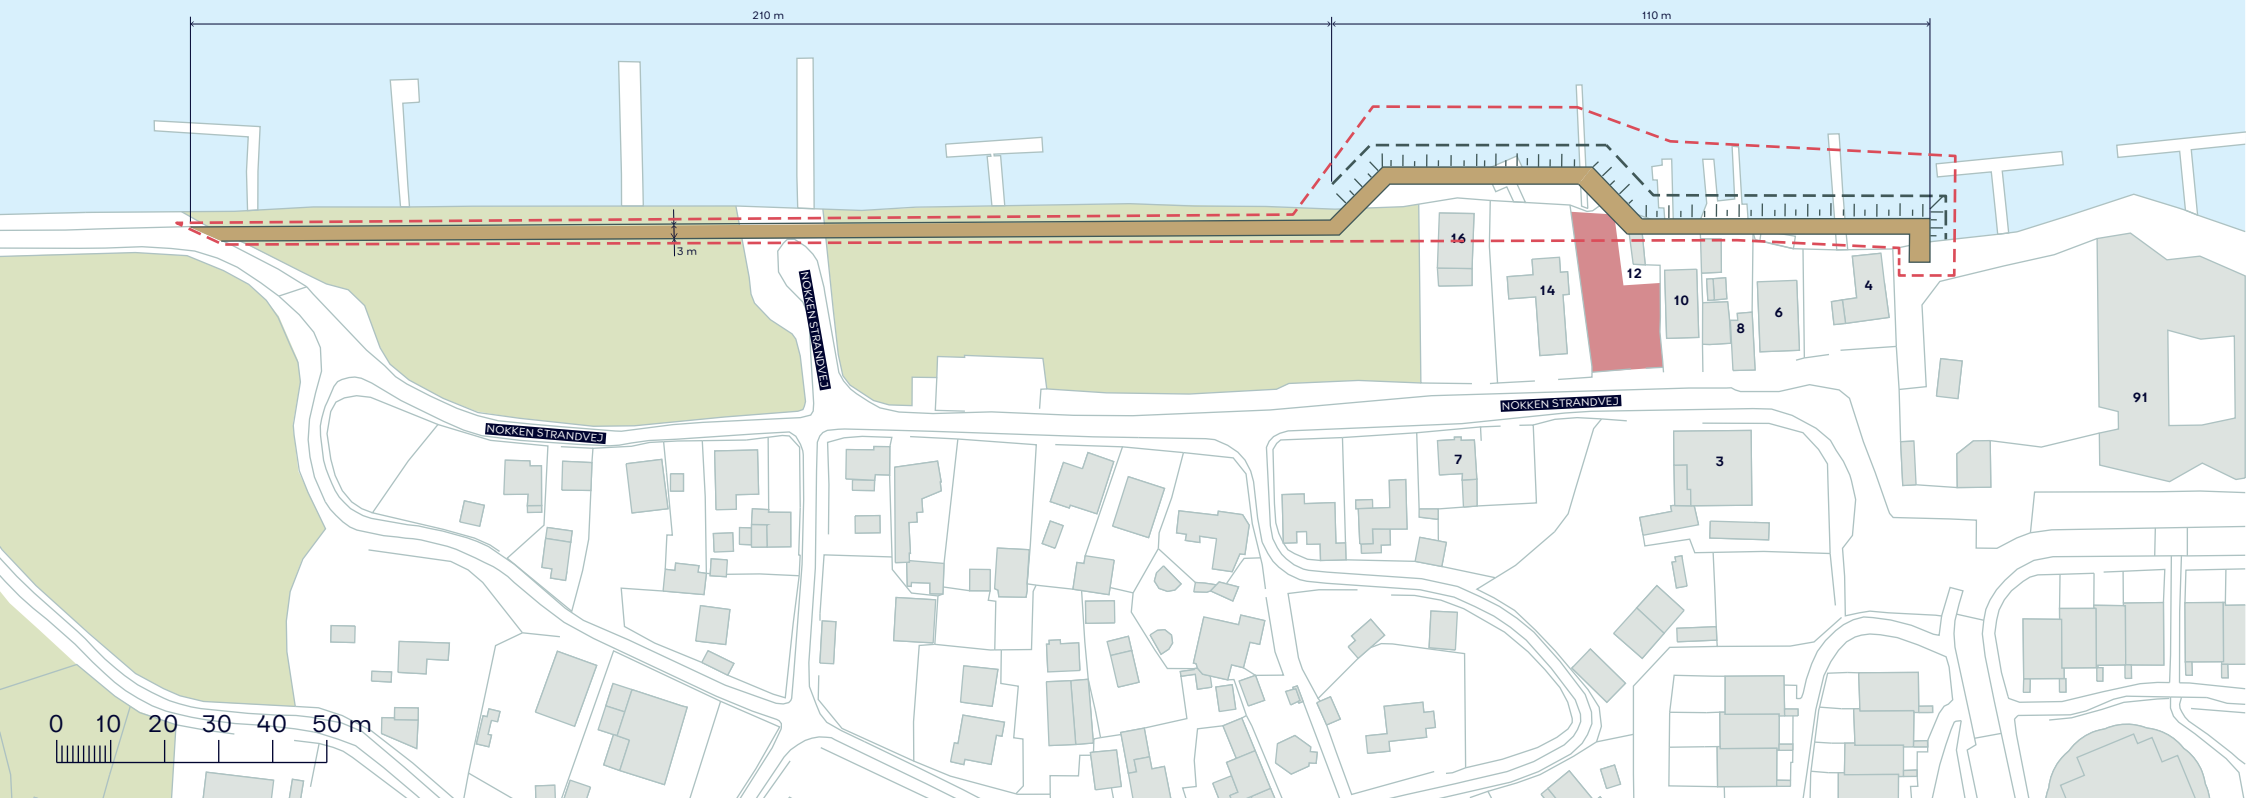 210 m
110 m
3 m
16
14
12
10
8
6
4
91
NOKKEN STRANDVEJ
NOKKEN STRANDVEJ
NOKKEN STRANDVEJ
7
3
0 10 20 30 40 50 m